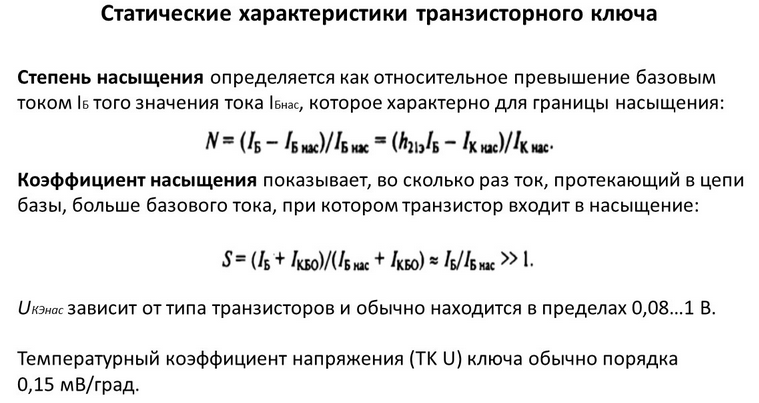 Статические характеристики транзисторного ключа
Степень насыщения определяется как относительное превышение базовым
током IБ того значения тока IБнас, которое характерно для границы насыщения:
N = (IБ – IБ нас)/IБ нас = (h21эIБ – IК нас)/IК нас.
Коэффициент насыщения показывает, во сколько раз ток, протекающий в цепи
базы, больше базового тока, при котором транзистор входит в насыщение:
S = (IБ + IКБО)/(IБ нас + IКБО) ≈ IБ/IБ нас >> 1.
UКЭнас зависит от типа транзисторов и обычно находится в пределах 0,08…1 В.
Температурный коэффициент напряжения (TK U) ключа обычно порядка
0,15 мВ/град.